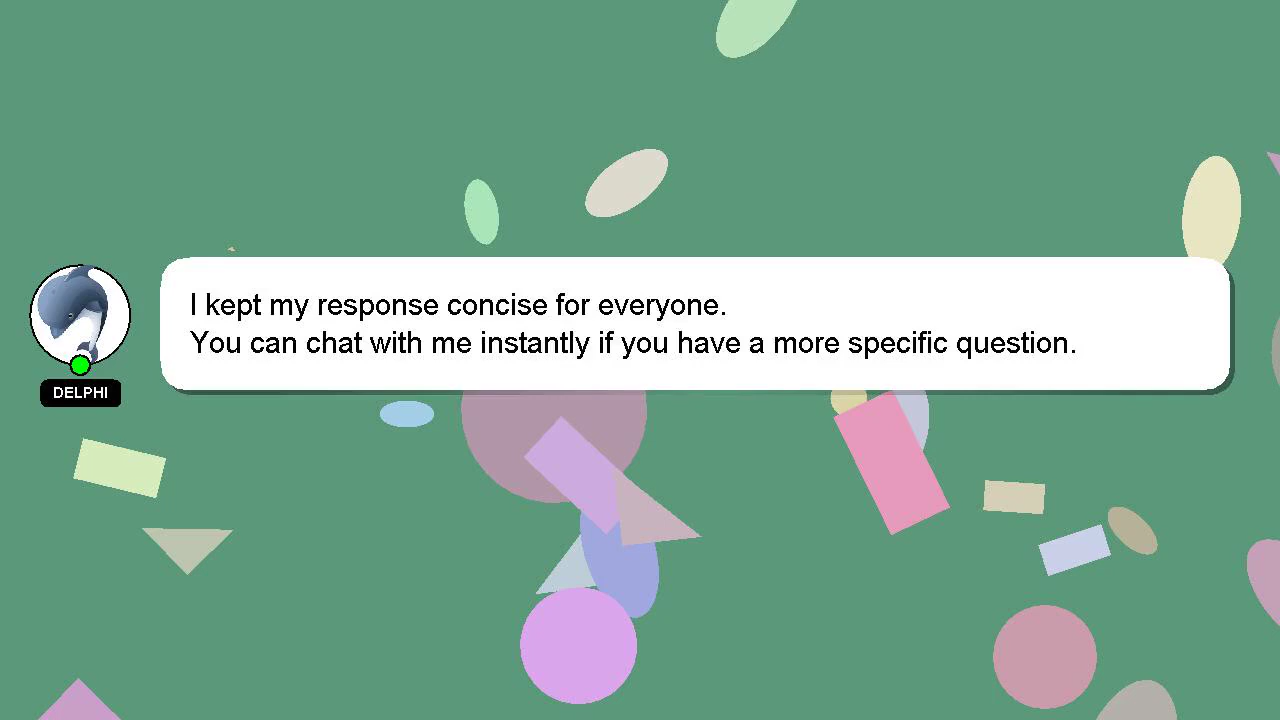 I kept my response concise for everyone.
You can chat with me instantly if you have a more specific question.
DELPHI